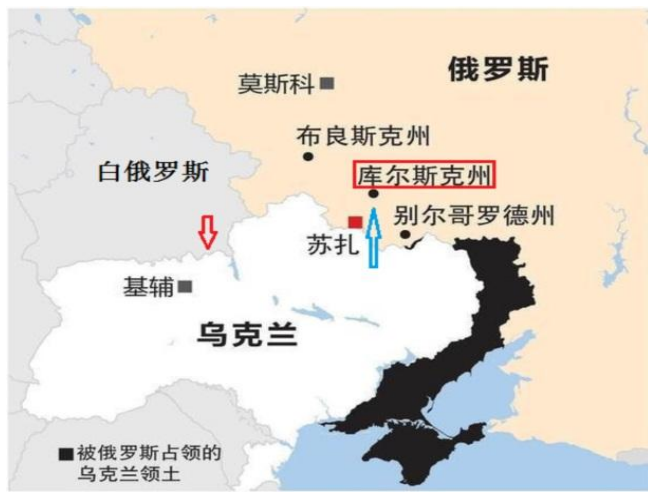 俄罗斯
莫斯科
布良斯克州
白俄罗斯
库尔斯克州
别尔哥罗德州
苏扎
基辅
乌克兰
■被俄罗斯占领的
乌克兰领土